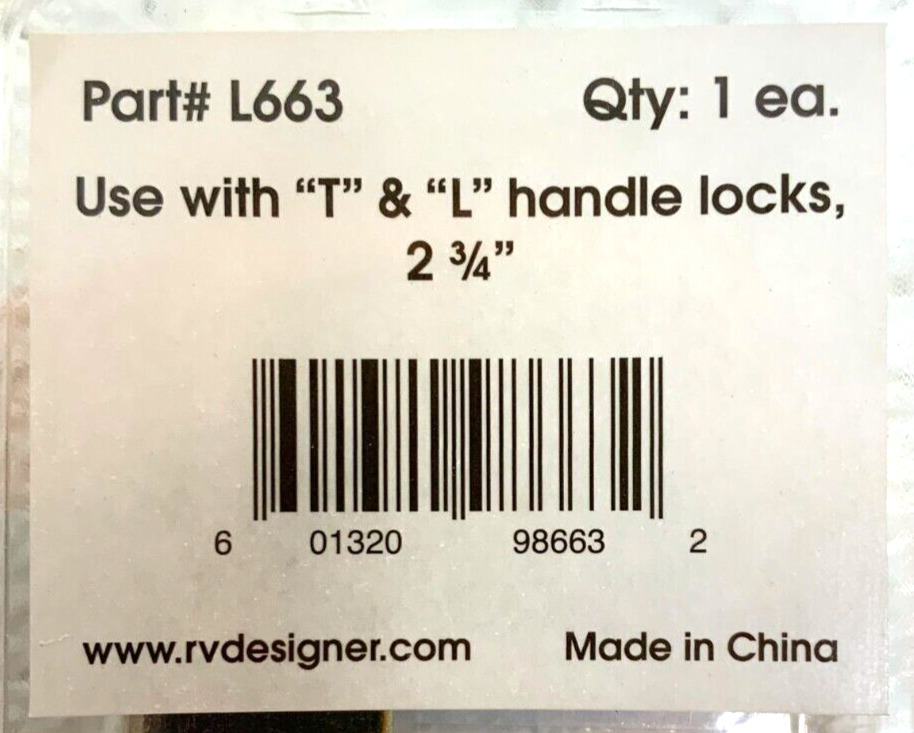 Part# L663 Qty: 1 ea.
Use with “T” & “L” handle locks,
2 ¾”
6 01320 98663 2
www.rvdesigner.com Made in China